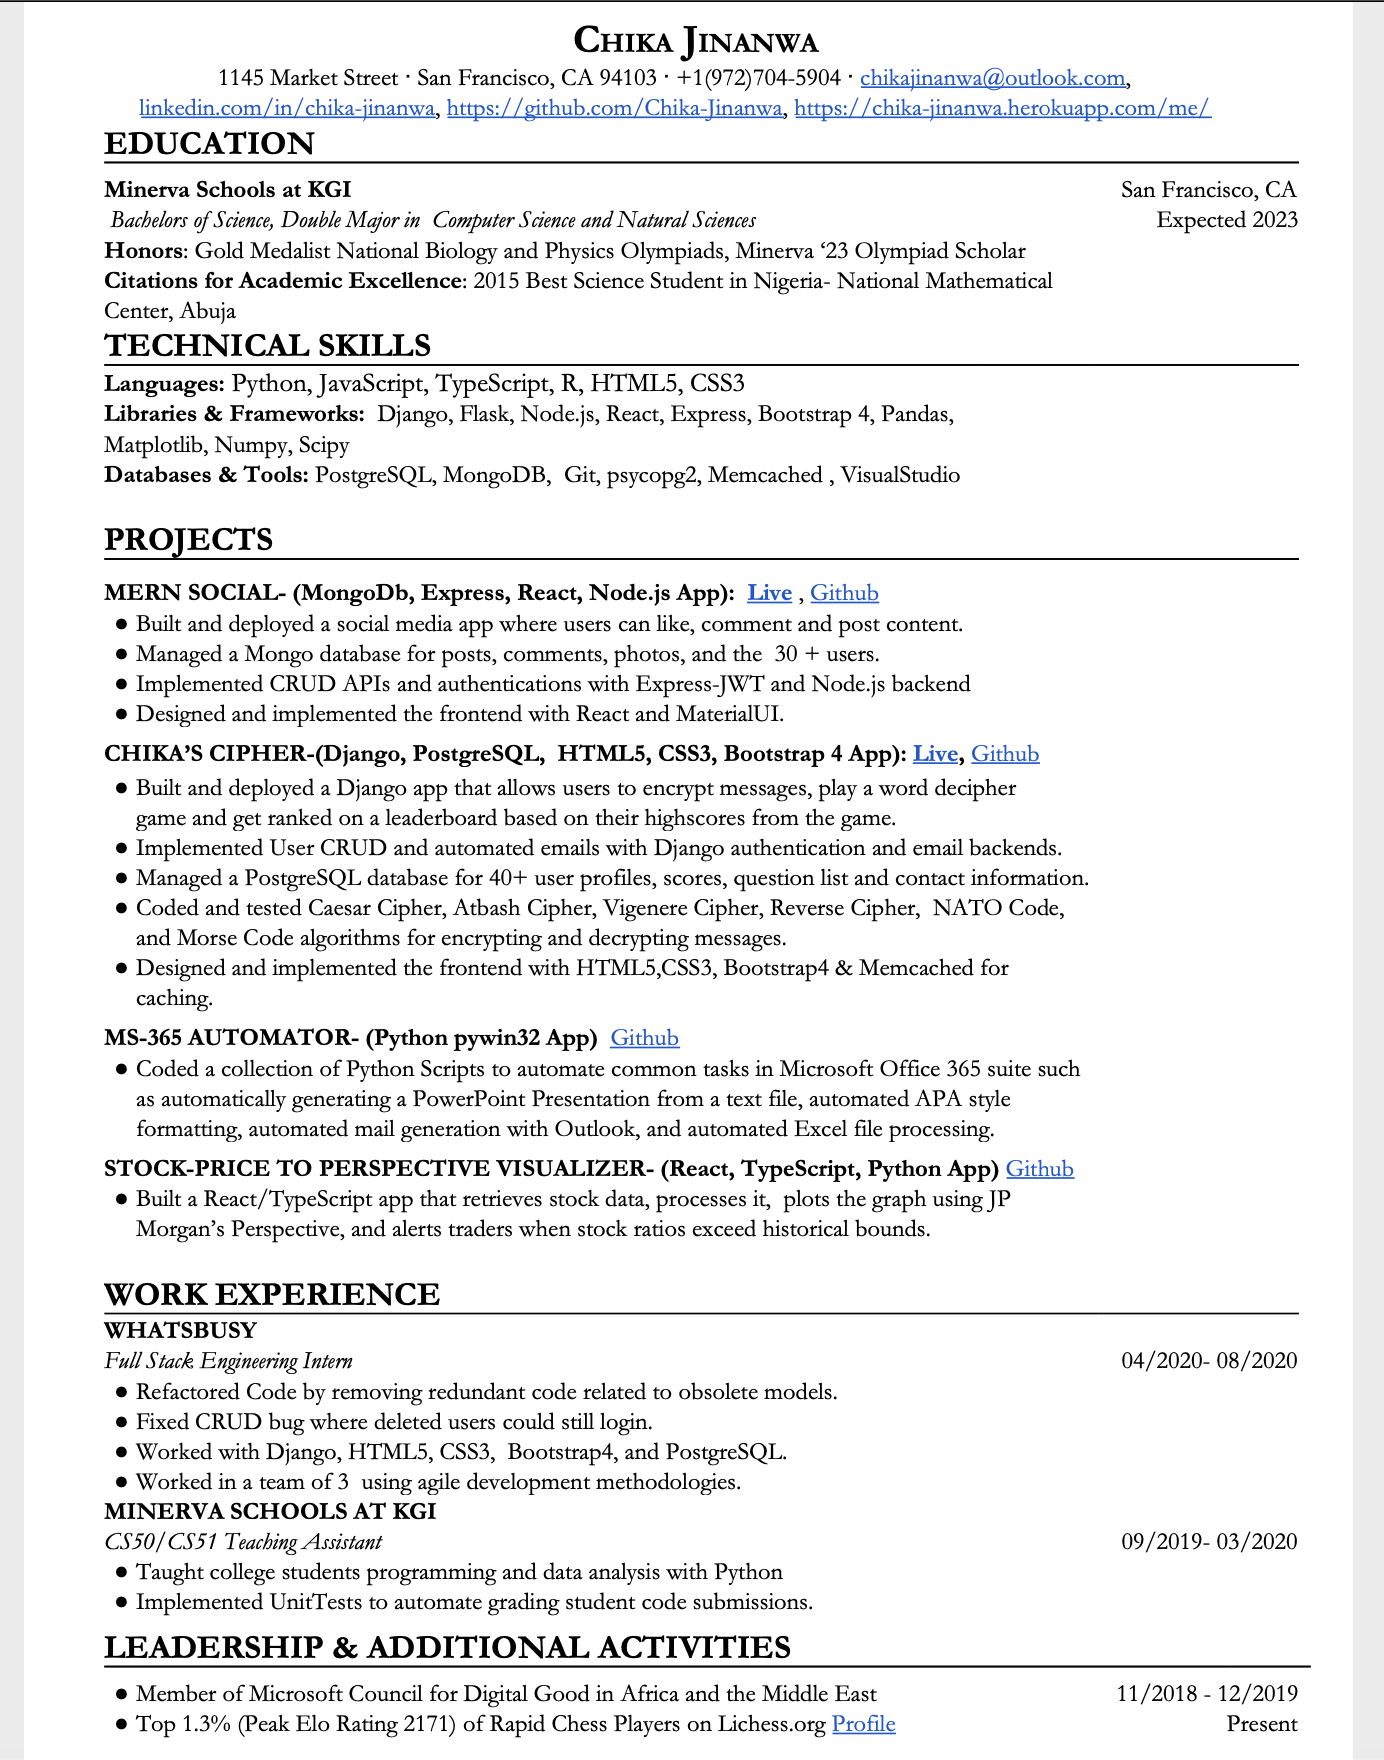 CHIKA JINANWA
1145 Market Street · San Francisco, CA 94103 · +1(972)704-5904 · chikajinanwa@outlook.com,
linkedin.com/in/chika-jinanwa, https://github.com/Chika-Jinanwa, https://chika-jinanwa.herokuapp.com/me/
EDUCATION
Minerva Schools at KGI San Francisco, CA
Bachelors of Science, Double Major in Computer Science and Natural Sciences Expected 2023
Honors: Gold Medalist National Biology and Physics Olympiads, Minerva ‘23 Olympiad Scholar
Citations for Academic Excellence: 2015 Best Science Student in Nigeria- National Mathematical
Center, Abuja
TECHNICAL SKILLS
Languages: Python, JavaScript, TypeScript, R, HTML5, CSS3
Libraries & Frameworks: Django, Flask, Node.js, React, Express, Bootstrap 4, Pandas,
Matplotlib, Numpy, Scipy
Databases & Tools: PostgreSQL, MongoDB, Git, psycopg2, Memcached , VisualStudio
PROJECTS
MERN SOCIAL- (MongoDb, Express, React, Node.js App): Live , Github
● Built and deployed a social media app where users can like, comment and post content.
● Managed a Mongo database for posts, comments, photos, and the 30 + users.
● Implemented CRUD APIs and authentications with Express-JWT and Node.js backend
● Designed and implemented the frontend with React and MaterialUI.
CHIKA’S CIPHER-(Django, PostgreSQL, HTML5, CSS3, Bootstrap 4 App): Live, Github
● Built and deployed a Django app that allows users to encrypt messages, play a word decipher
game and get ranked on a leaderboard based on their highscores from the game.
● Implemented User CRUD and automated emails with Django authentication and email backends.
● Managed a PostgreSQL database for 40+ user profiles, scores, question list and contact information.
● Coded and tested Caesar Cipher, Atbash Cipher, Vigenere Cipher, Reverse Cipher, NATO Code,
and Morse Code algorithms for encrypting and decrypting messages.
● Designed and implemented the frontend with HTML5,CSS3, Bootstrap4 & Memcached for
caching.
MS-365 AUTOMATOR- (Python pywin32 App) Github
● Coded a collection of Python Scripts to automate common tasks in Microsoft Office 365 suite such
as automatically generating a PowerPoint Presentation from a text file, automated APA style
formatting, automated mail generation with Outlook, and automated Excel file processing.
STOCK-PRICE TO PERSPECTIVE VISUALIZER- (React, TypeScript, Python App) Github
● Built a React/TypeScript app that retrieves stock data, processes it, plots the graph using JP
Morgan’s Perspective, and alerts traders when stock ratios exceed historical bounds.
WORK EXPERIENCE
WHATSBUSY
Full Stack Engineering Intern 04/2020- 08/2020
● Refactored Code by removing redundant code related to obsolete models.
● Fixed CRUD bug where deleted users could still login.
● Worked with Django, HTML5, CSS3, Bootstrap4, and PostgreSQL.
● Worked in a team of 3 using agile development methodologies.
MINERVA SCHOOLS AT KGI
CS50/CS51 Teaching Assistant 09/2019- 03/2020
● Taught college students programming and data analysis with Python
● Implemented UnitTests to automate grading student code submissions.
LEADERSHIP & ADDITIONAL ACTIVITIES
● Member of Microsoft Council for Digital Good in Africa and the Middle East 11/2018 - 12/2019
● Top 1.3% (Peak Elo Rating 2171) of Rapid Chess Players on Lichess.org Profile Present